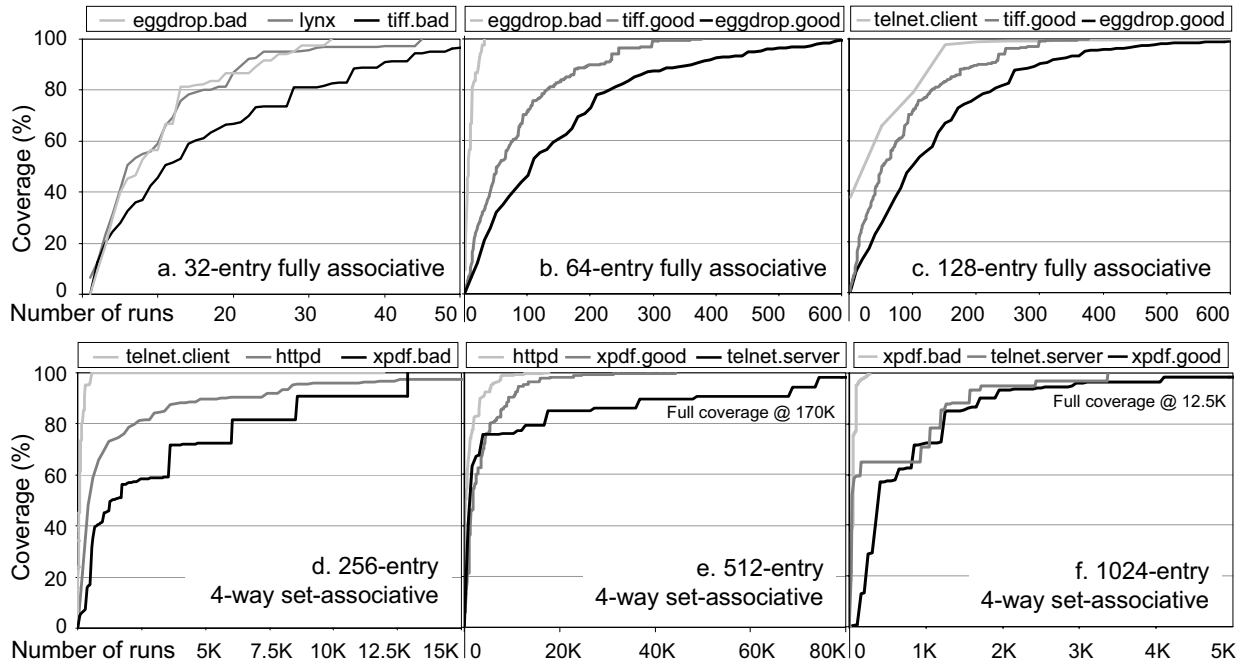 eggdrop.bad lynx tiff.bad
eggdrop.bad tiff.good eggdrop.good
telnet.client tiff.good eggdrop.good
Coverage (%)
100
80
60
40
20
0
a. 32-entry fully associative
b. 64-entry fully associative
c. 128-entry fully associative
Number of runs 20 30 40 50
0 100 200 300 400 500 600
0 100 200 300 400 500 600
telnet.client httpd xpdf.bad
httpd xpdf.good telnet.server
xpdf.bad telnet.server xpdf.good
Coverage (%)
100
80
60
40
20
0
Full coverage @ 170K
Full coverage @ 12.5K
d. 256-entry
4-way set-associative
e. 512-entry
4-way set-associative
f. 1024-entry
4-way set-associative
Number of runs 5K 7.5K 10K 12.5K 15K
20K 40K 60K 80K
0 1K 2K 3K 4K 5K